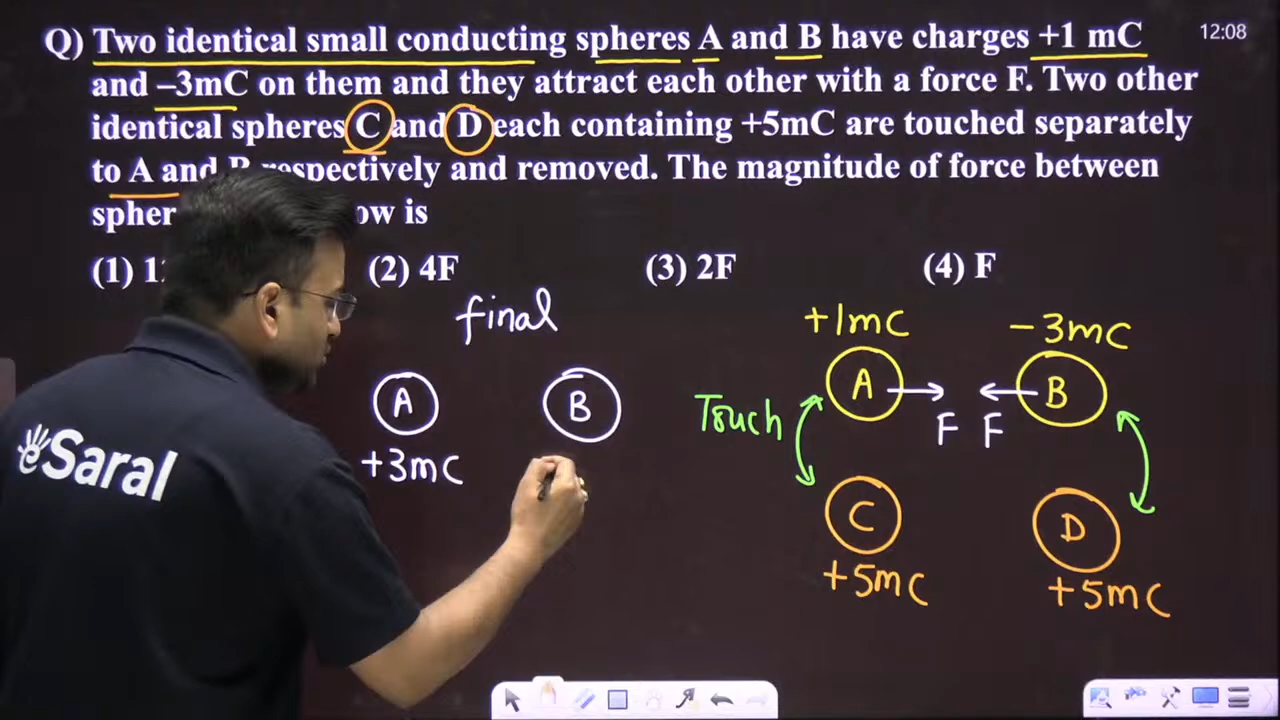 Q) Two identical small conducting spheres A and B have charges +1 mC
12:08
and –3mC on them and they attract each other with a force F. Two other
identical spheres C and D each containing +5mC are touched separately
to A and B respectively and removed. The magnitude of force between
spher ow is
(1) 1 (2) 4F (3) 2F (4) F
final
+1mC -3mC
A B
A B
Touch
F F
+3mC
C D
+5mC +5mC
eSaral